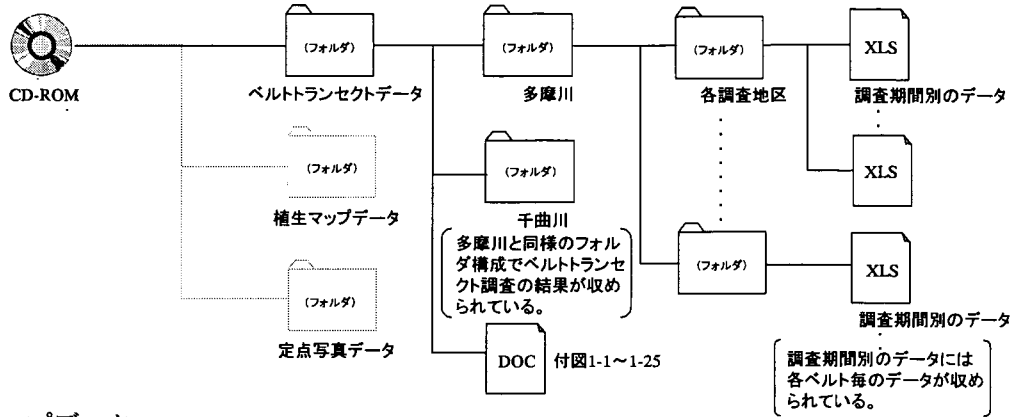 (フォルダ)
(フォルダ)
(フォルダ)
XLS
CD-ROM
ベルトトランセクトデータ
多摩川
各調査地区
調査期間別のデータ
(フォルダ)
(フォルダ)
XLS
植生マップデータ
千曲川
多摩川と同様のフォル
ダ構成でベルトトランセ
クト調査の結果が収め
られている。
(フォルダ)
XLS
(フォルダ)
定点写真データ
DOC
付図1-1～1-25
調査期間別のデータ
調査期間別のデータには
各ベルト毎のデータが収め
られている。